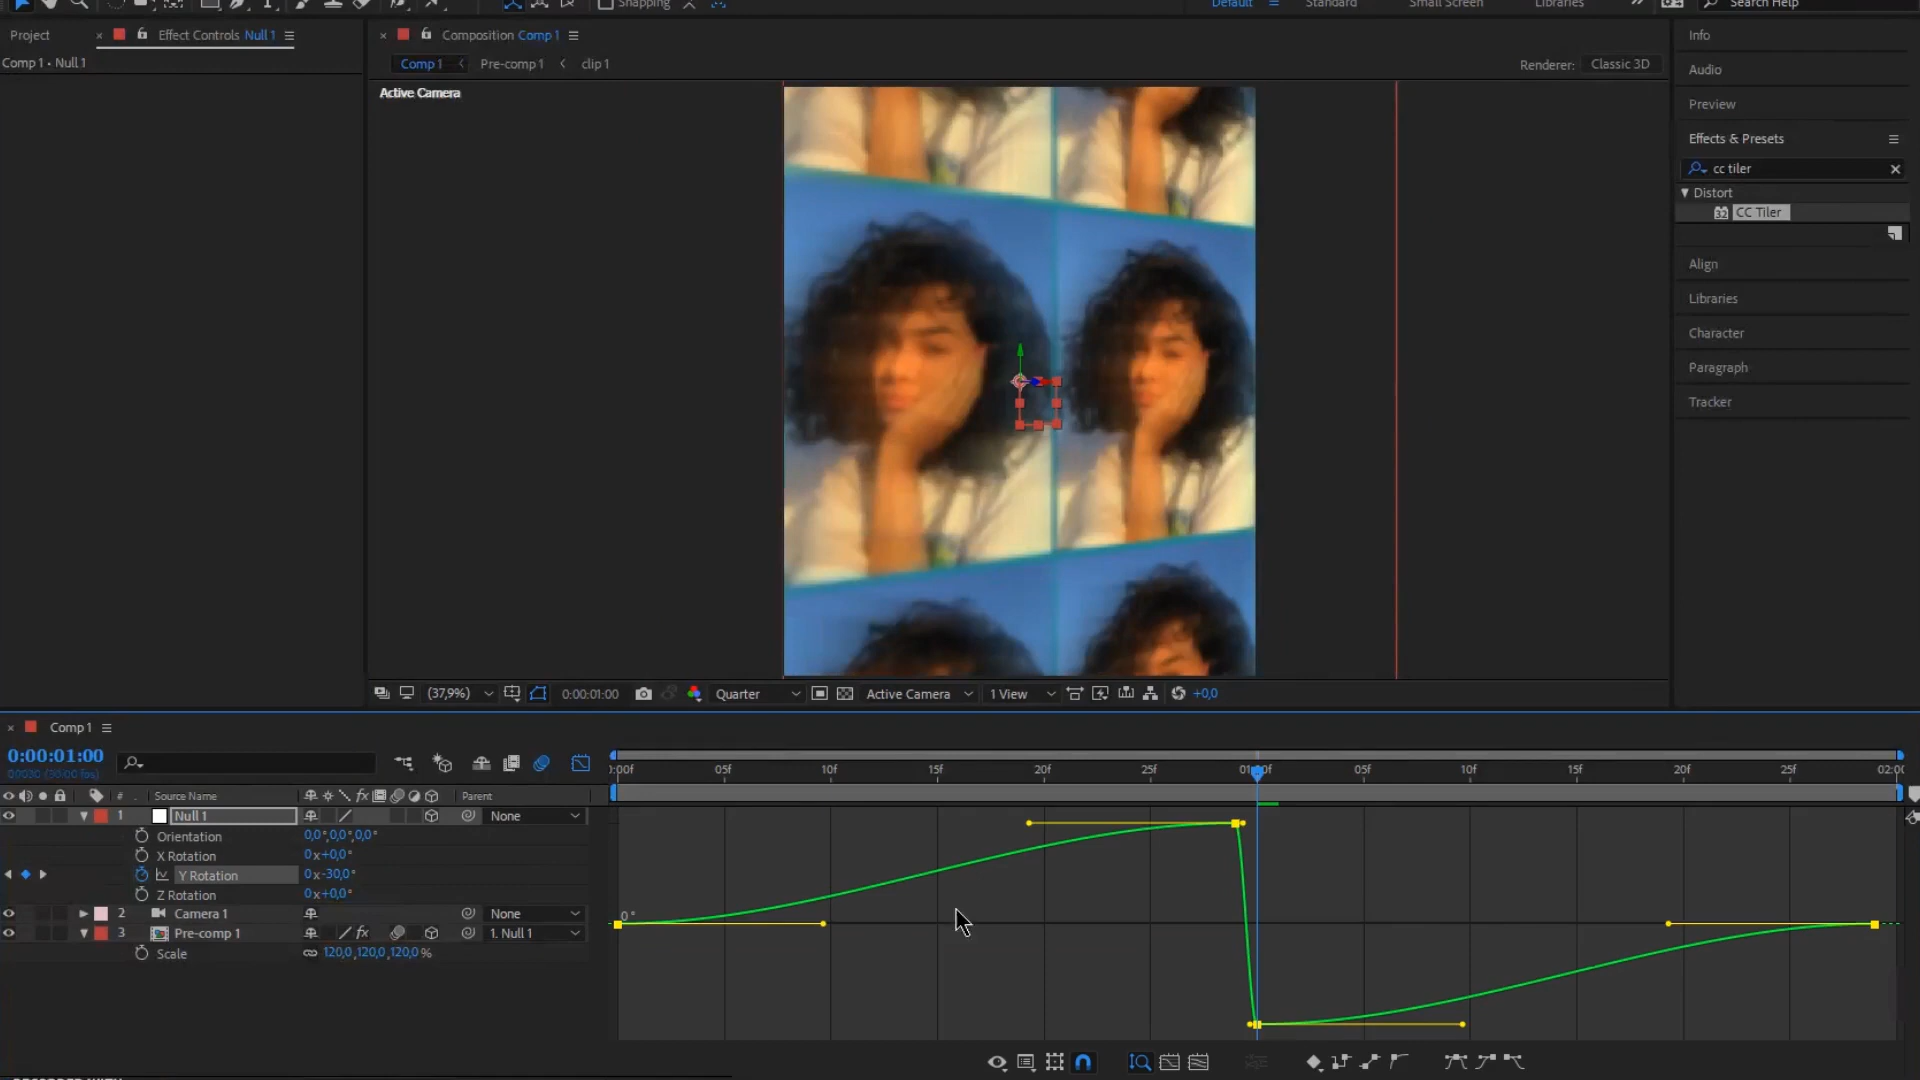 Snapping
Default
Standard
Small Screen
Libraries
Search Help
Project
Effect Controls Null 1
Composition Comp 1
Comp 1 • Null 1
Comp 1
Pre-comp 1
clip1
Renderer:
Classic 3D
Active Camera
Info
Audio
Preview
Effects & Presets
cc tiler
Distort
CC Tiler
Align
Libraries
Character
Paragraph
Tracker
(37,9%)
0:00:01:00
Quarter
Active Camera
1 View
+0,0
Comp 1
0:00:01:00
00030 (30.00 fps)
):00f
05f
10f
15f
20f
25f
01:00f
05f
10f
15f
20f
25f
02:00
#
Source Name
fx
Parent
1
Null 1
None
Orientation
0,0°,0,0°,0,0°
X Rotation
0x+0,0°
Y Rotation
0x-30,0°
Z Rotation
0x+0,0°
2
Camera 1
None
3
Pre-comp 1
fx
1. Null 1
Scale
120,0,120,0,120,0%
0°